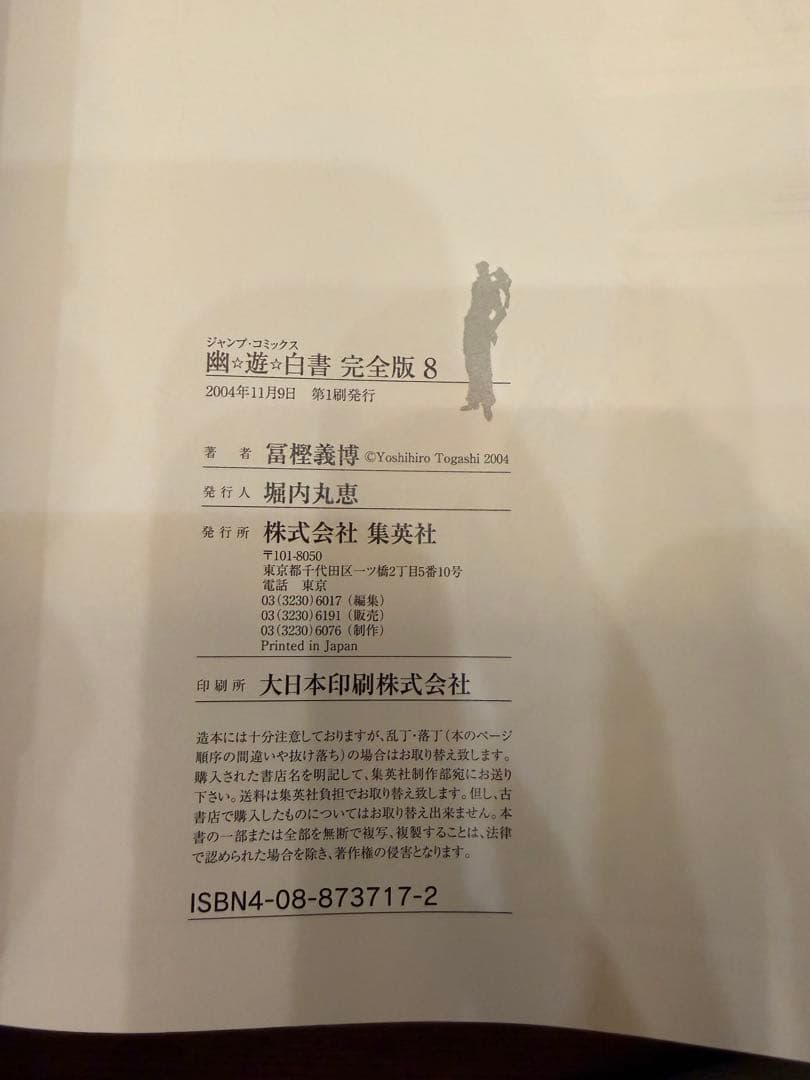 ジャンプ・コミックス
幽☆遊☆白書 完全版 8
2004年11月9日 第1刷発行
著者 冨樫義博 ©Yoshihiro Togashi 2004
発行人 堀内丸恵
発行所 株式会社 集英社
〒101-8050
東京都千代田区一ツ橋2丁目5番10号
電話 東京
03(3230)6017(編集)
03(3230)6191(販売)
03(3230)6076(制作)
Printed in Japan
印刷所 大日本印刷株式会社
造本には十分注意しておりますが、乱丁・落丁(本のページ
順序の間違いや抜け落ち)の場合はお取り替え致します。
購入された書店名を明記して、集英社制作部宛にお送り
下さい。送料は集英社負担でお取り替え致します。但し、古
書店で購入したものについてはお取り替え出来ません。本
書の一部または全部を無断で複写、複製することは、法律
で認められた場合を除き、著作権の侵害となります。
ISBN4-08-873717-2